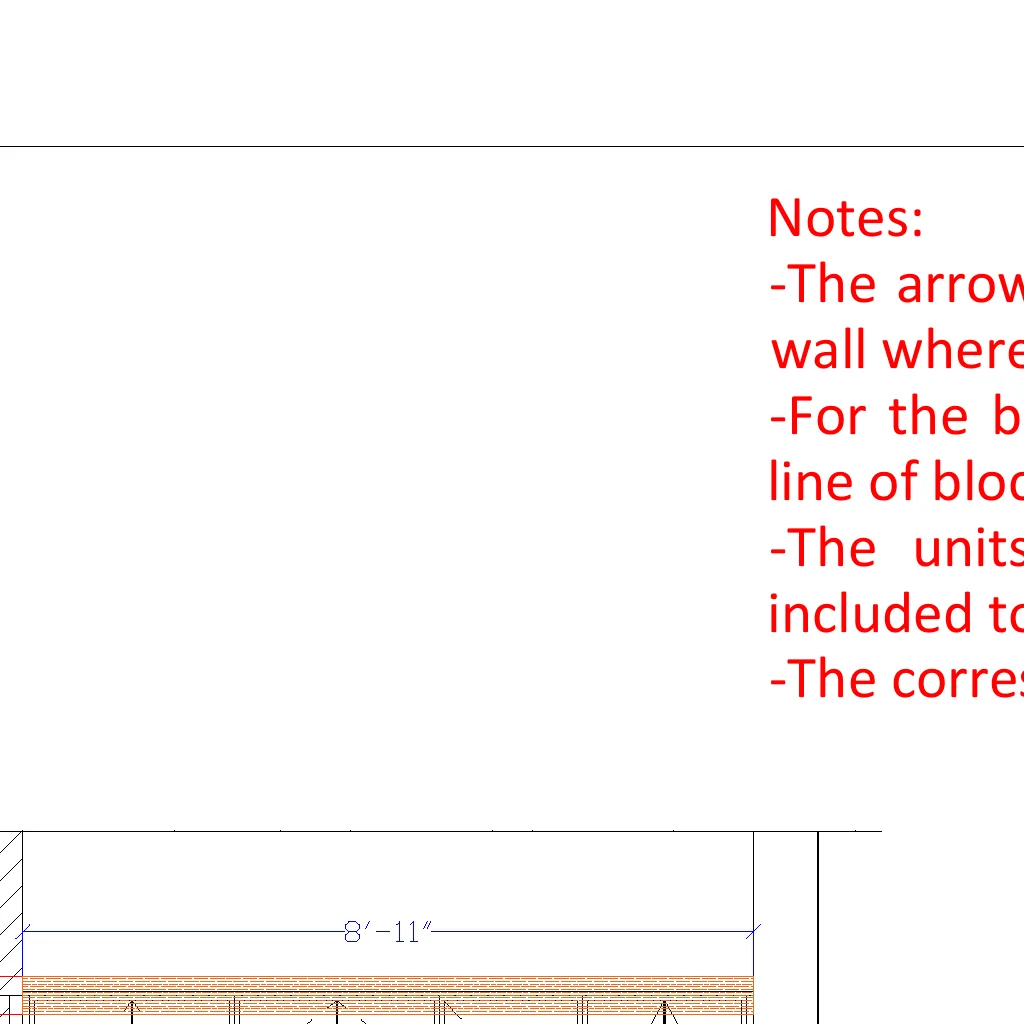 Notes:
-The arrow
wall where
-For the b
line of bloc
-The units
included to
-The corres
8'-11"